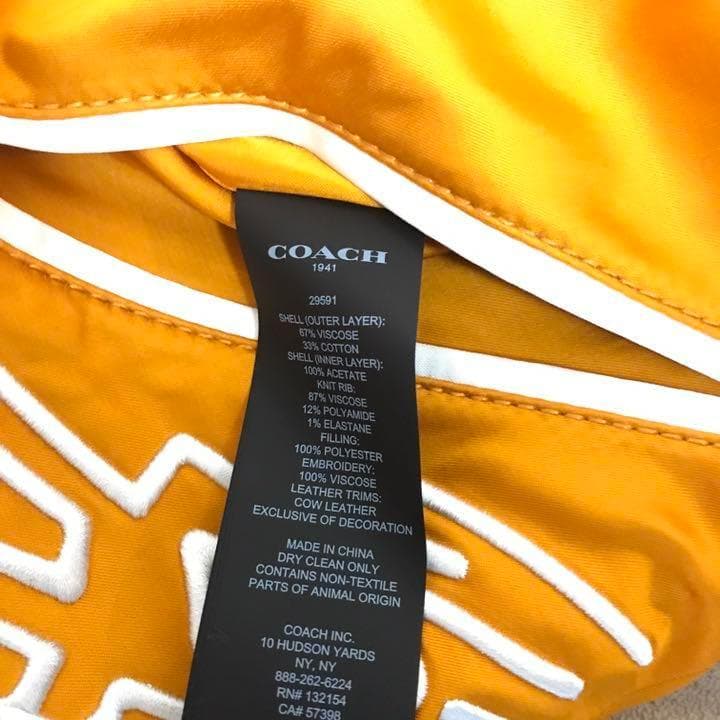 COACH
1941
29591
SHELL (OUTER LAYER):
67% VISCOSE
33% COTTON
SHELL (INNER LAYER):
100% ACETATE
KNIT RIB:
87% VISCOSE
12% POLYAMIDE
1% ELASTANE
FILLING:
100% POLYESTER
EMBROIDERY:
100% VISCOSE
LEATHER TRIMS:
COW LEATHER
EXCLUSIVE OF DECORATION
MADE IN CHINA
DRY CLEAN ONLY
CONTAINS NON-TEXTILE
PARTS OF ANIMAL ORIGIN
COACH INC.
10 HUDSON YARDS
NY, NY
888-262-6224
RN# 132154
CA# 57398